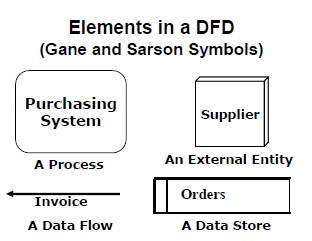 Elements in a DFD
(Gane and Sarson Symbols)
Purchasing
System
A Process
Supplier
An External Entity
Invoice
A Data Flow
Orders
A Data Store